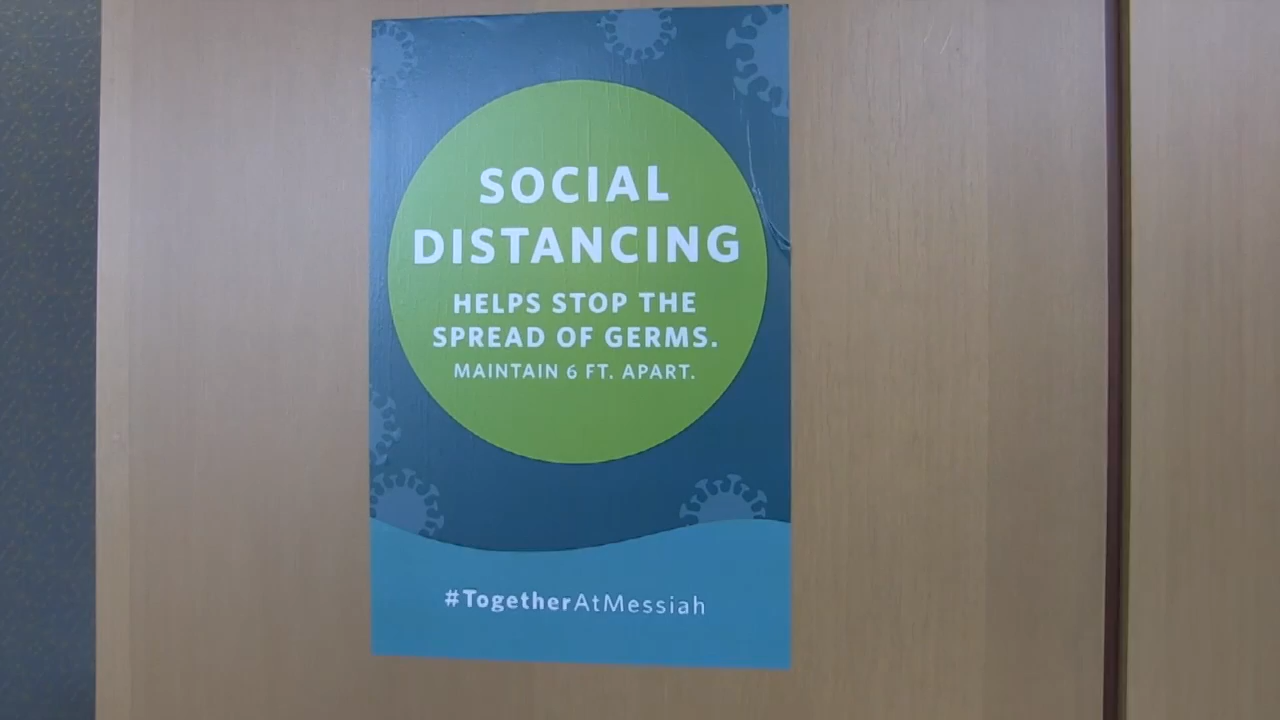 SOCIAL
DISTANCING
HELPS STOP THE
SPREAD OF GERMS.
MAINTAIN 6 FT. APART.
#TogetherAtMessiah